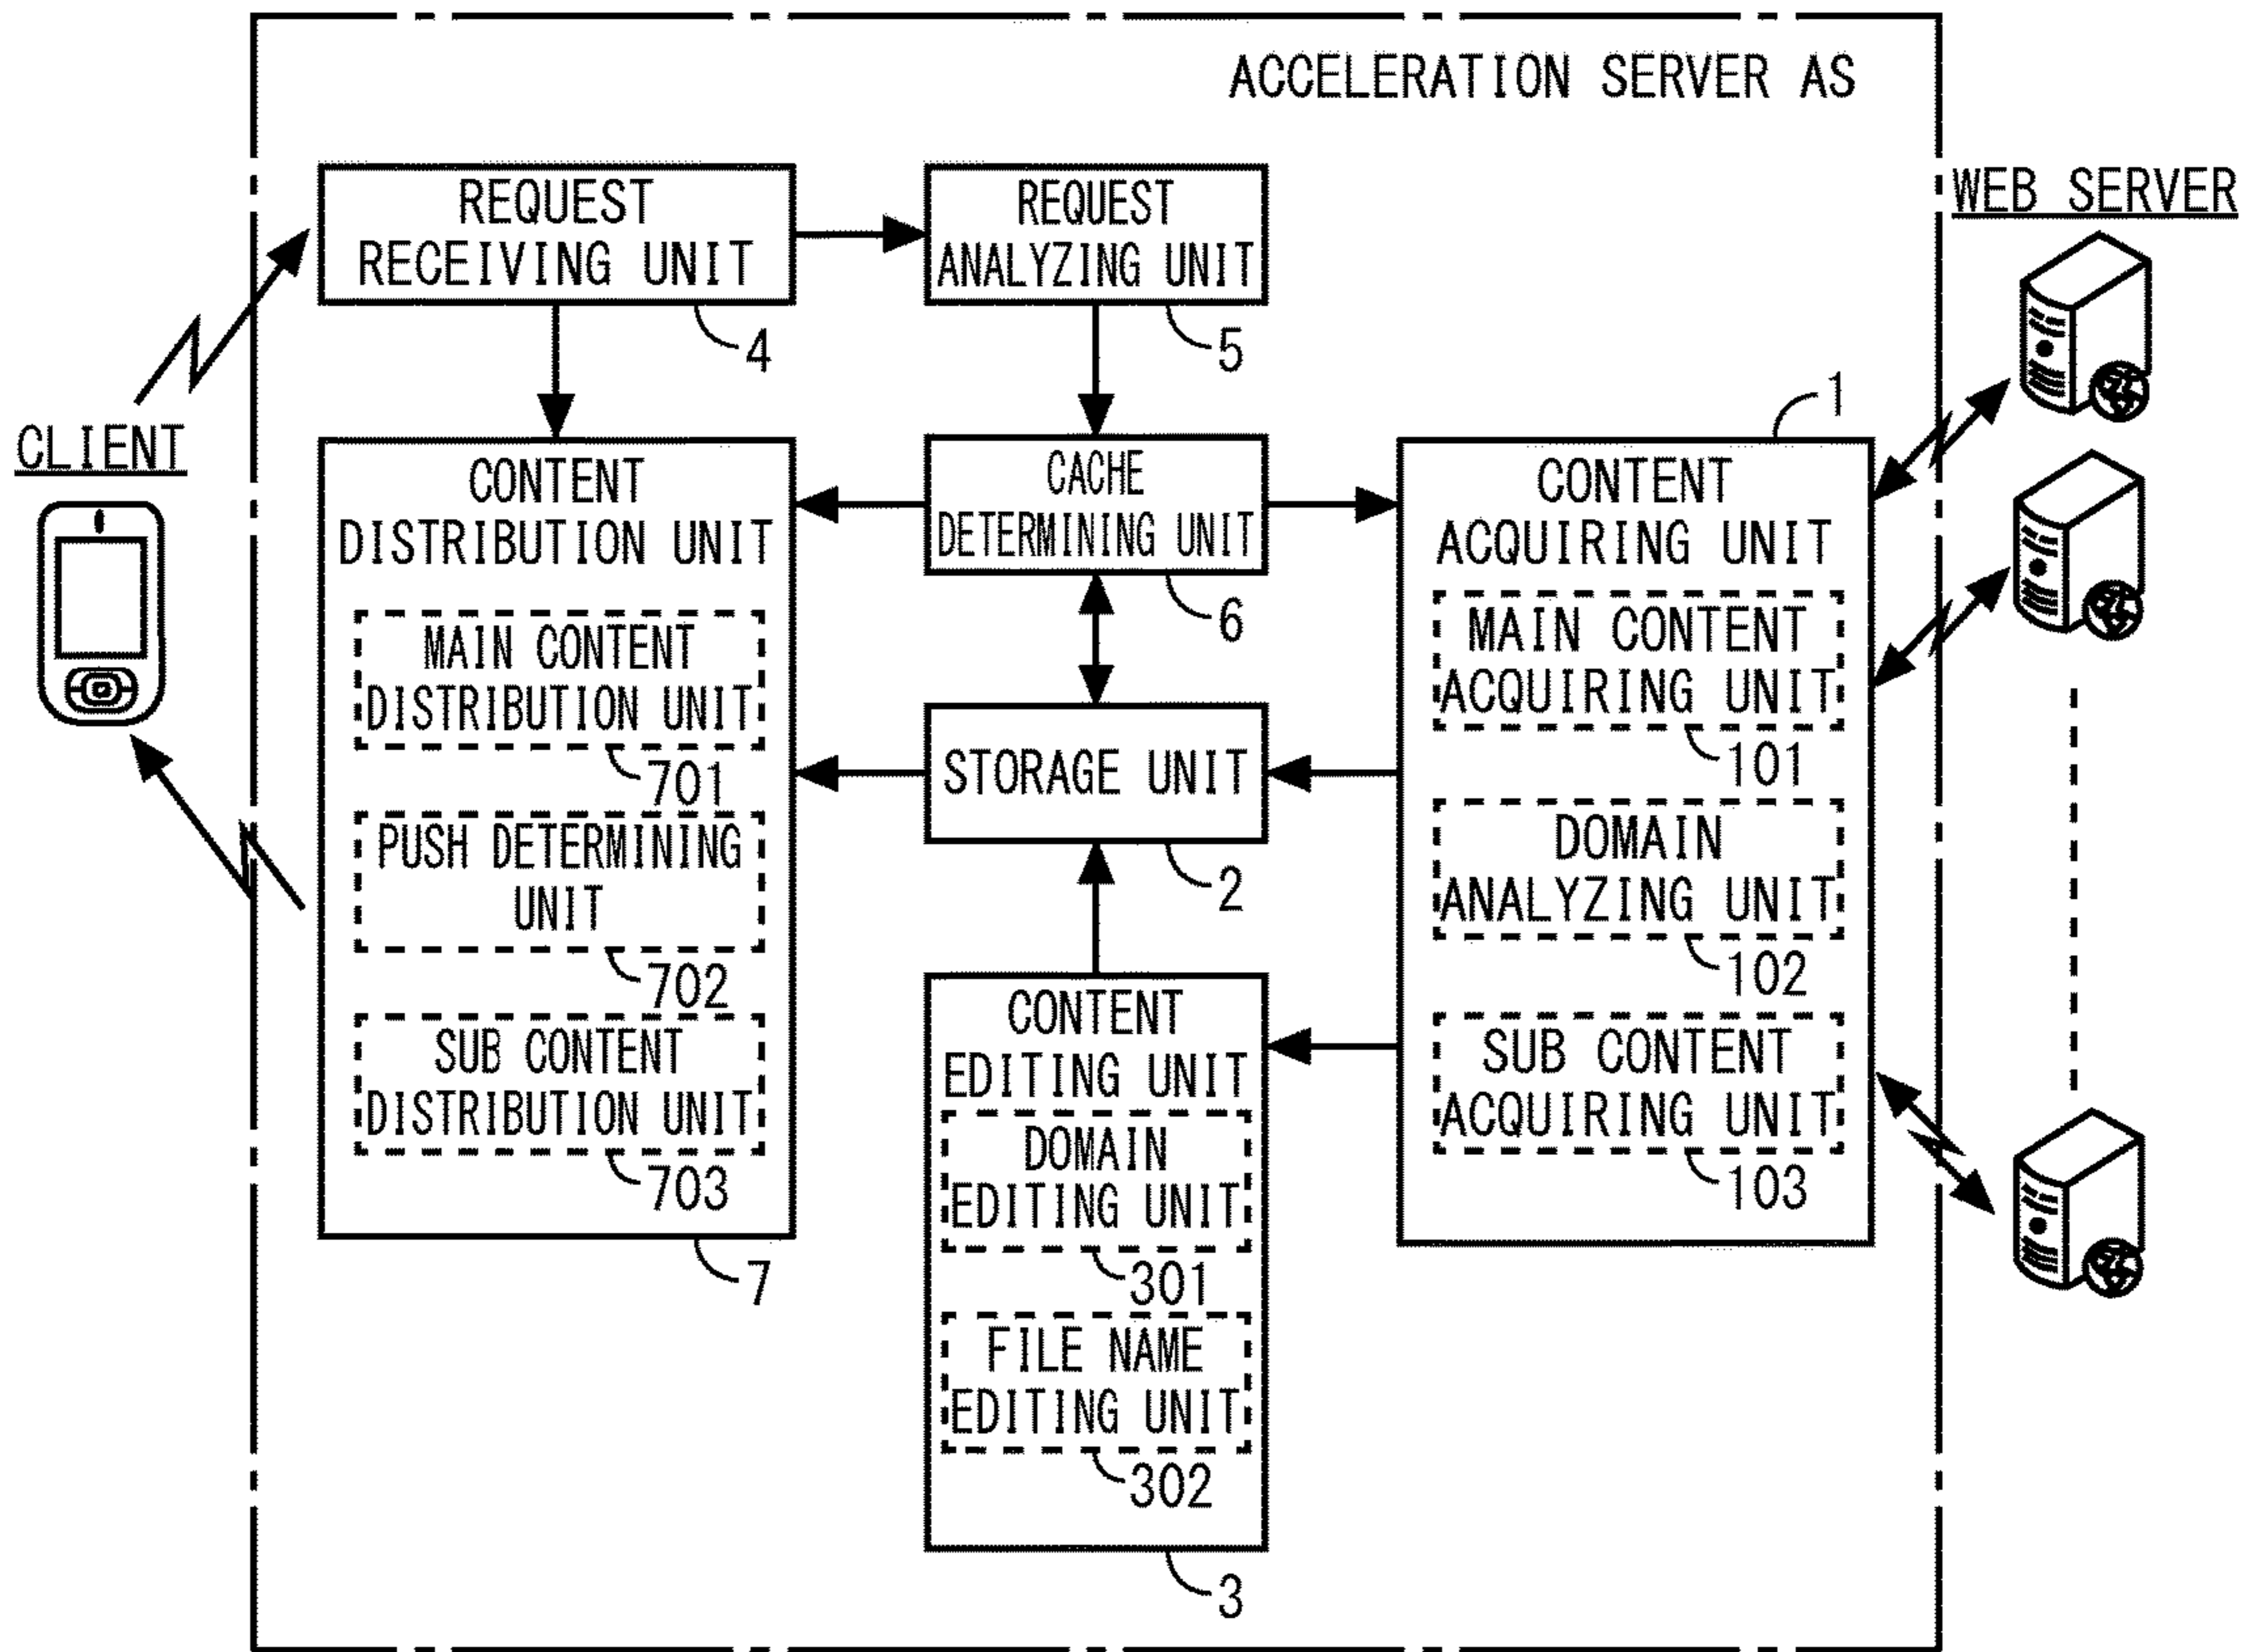 ACCELERATION SERVER AS
REQUEST
RECEIVING UNIT
4
REQUEST
ANALYZING UNIT
5
WEB SERVER
CLIENT
CONTENT
DISTRIBUTION UNIT
MAIN CONTENT
DISTRIBUTION UNIT
701
PUSH DETERMINING
UNIT
702
SUB CONTENT
DISTRIBUTION UNIT
703
7
CACHE
DETERMINING UNIT
6
STORAGE UNIT
2
CONTENT
EDITING UNIT
DOMAIN
EDITING UNIT
301
FILE NAME
EDITING UNIT
302
3
1
CONTENT
ACQUIRING UNIT
MAIN CONTENT
ACQUIRING UNIT
101
DOMAIN
ANALYZING UNIT
102
SUB CONTENT
ACQUIRING UNIT
103